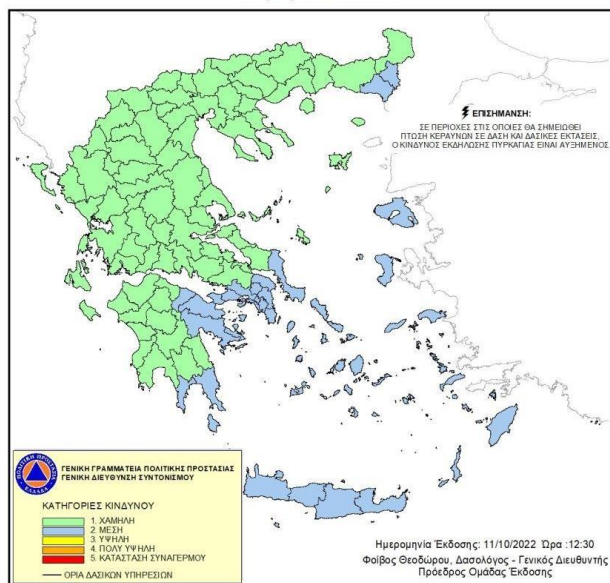 ΕΠΙΣΗΜΑΝΣΗ:
ΣΕ ΠΕΡΙΟΧΕΣ ΣΤΙΣ ΟΠΟΙΕΣ ΘΑ ΣΗΜΕΙΩΘΕΙ
ΠΤΩΣΗ ΚΕΡΑΥΝΩΝ ΣΕ ΔΑΣΗ ΚΑΙ ΔΑΣΙΚΕΣ ΕΚΤΑΣΕΙΣ,
Ο ΚΙΝΔΥΝΟΣ ΕΚΔΗΛΩΣΗΣ ΠΥΡΚΑΓΙΑΣ ΕΙΝΑΙ ΑΥΞΗΜΕΝΟΣ
ΠΟΛΙΤΙΚΗ ΠΡΟΣΤΑΣΙΑ
ΕΛΛΑΔΑ
ΓΕΝΙΚΗ ΓΡΑΜΜΑΤΕΙΑ ΠΟΛΙΤΙΚΗΣ ΠΡΟΣΤΑΣΙΑΣ
ΓΕΝΙΚΗ ΔΙΕΥΘΥΝΣΗ ΣΥΝΤΟΝΙΣΜΟΥ
ΚΑΤΗΓΟΡΙΕΣ ΚΙΝΔΥΝΟΥ
1. ΧΑΜΗΛΗ
2. ΜΕΣΗ
3. ΥΨΗΛΗ
4. ΠΟΛΥ ΥΨΗΛΗ
5. ΚΑΤΑΣΤΑΣΗ ΣΥΝΑΓΕΡΜΟΥ
ΟΡΙΑ ΔΑΣΙΚΩΝ ΥΠΗΡΕΣΙΩΝ
Ημερομηνία Έκδοσης: 11/10/2022 Ώρα :12:30
Φοίβος Θεοδώρου, Δασολόγος - Γενικός Διευθυντής
Πρόεδρος Ομάδας Έκδοσης